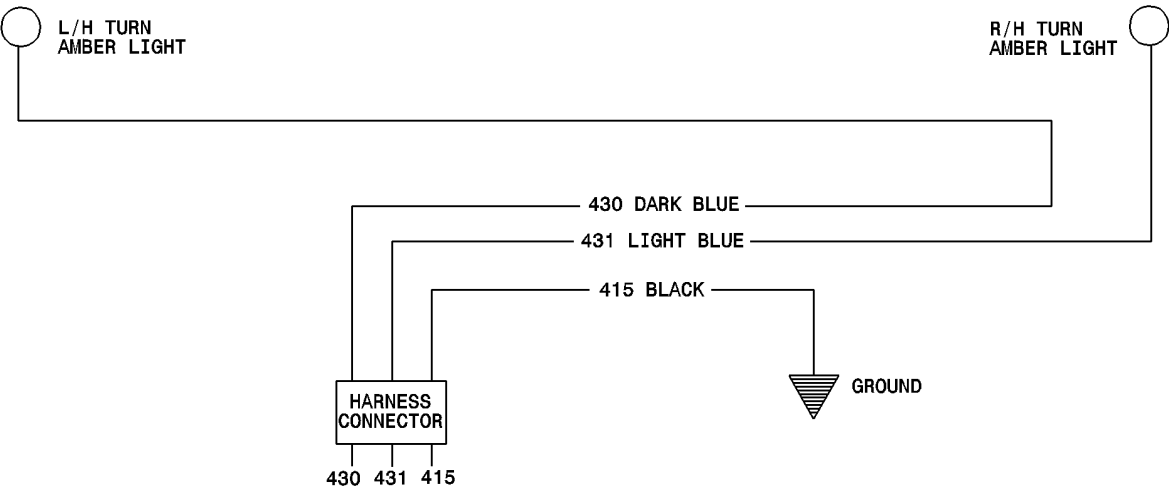 L/H TURN
AMBER LIGHT
R/H TURN
AMBER LIGHT
430 DARK BLUE
431 LIGHT BLUE
415 BLACK
GROUND
HARNESS
CONNECTOR
430 431 415